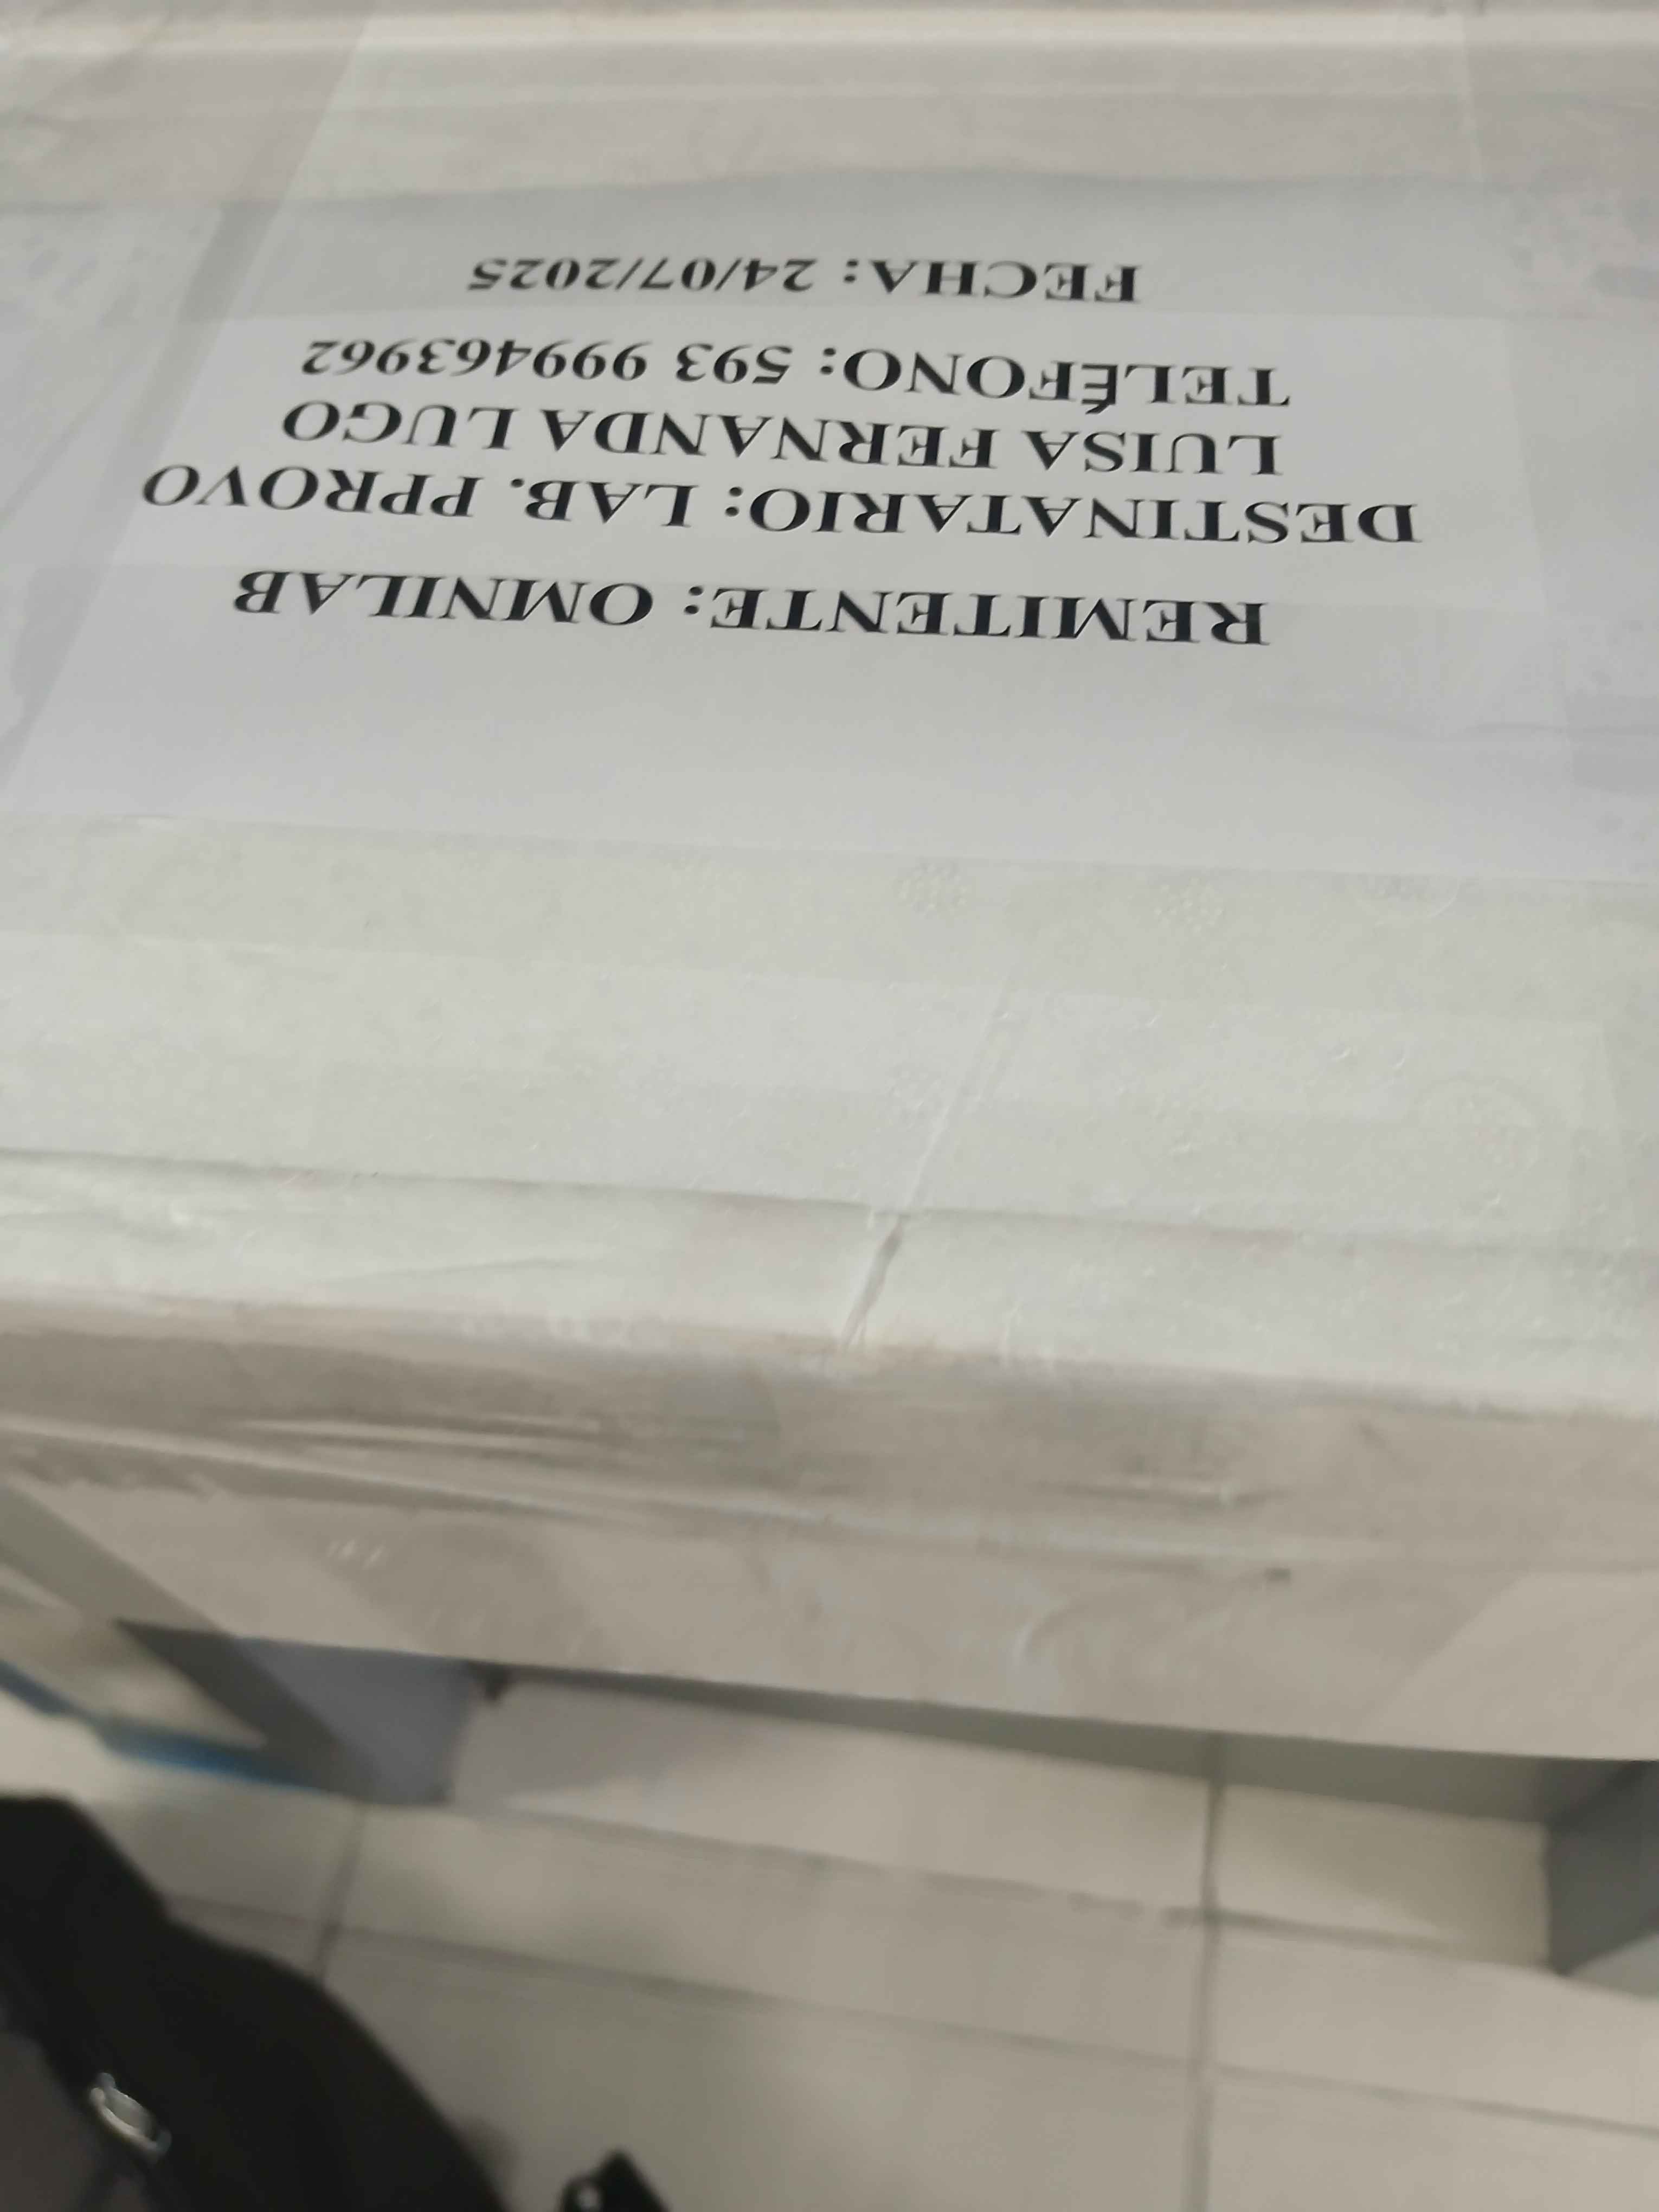 REMITENTE: OMNILAB
DESTINATARIO: LAB. PPROVO
LUISA FERNANDA LUGO
TELÉFONO: 593 999463962
FECHA: 24/07/2025